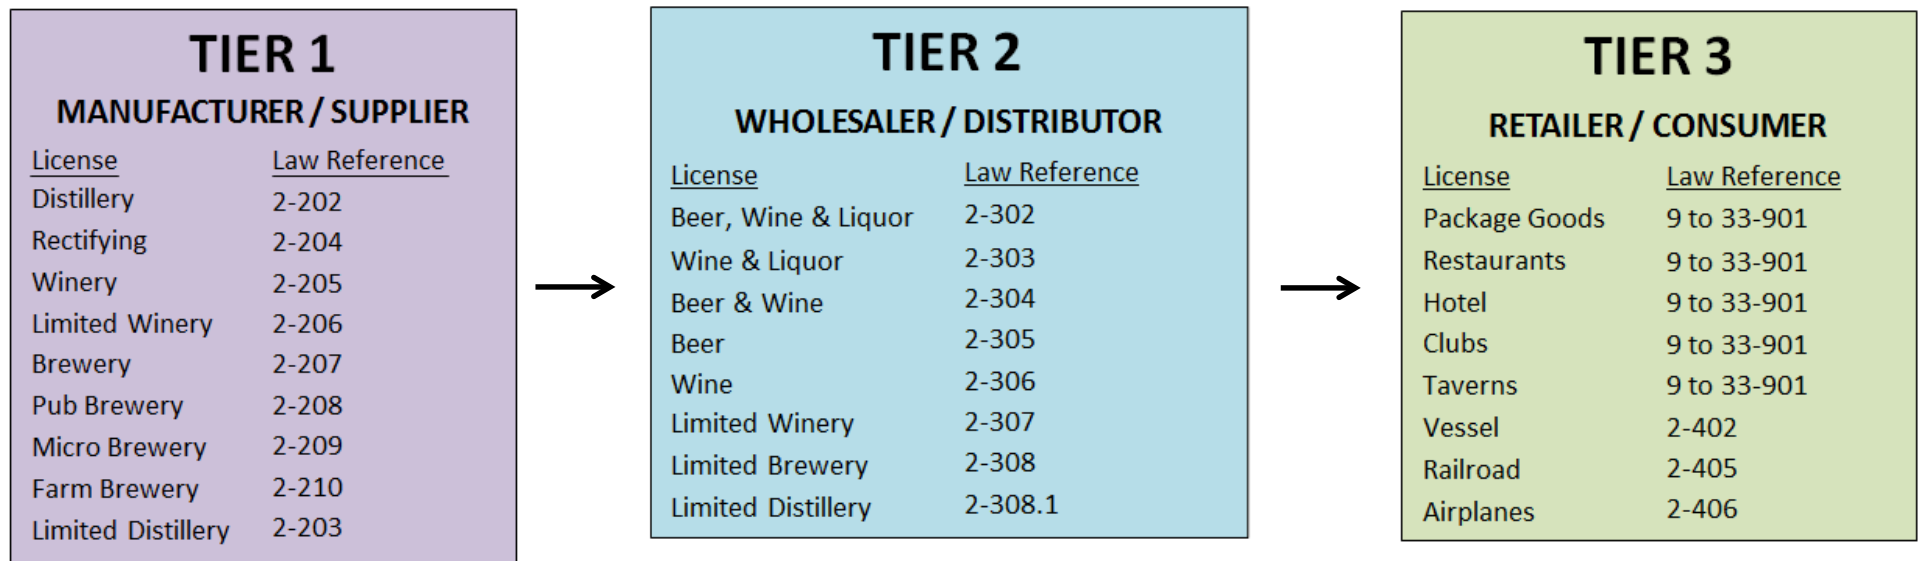 TIER 1
MANUFACTURER / SUPPLIER
License Law Reference
Distillery 2-202
Rectifying 2-204
Winery 2-205
Limited Winery 2-206
Brewery 2-207
Pub Brewery 2-208
Micro Brewery 2-209
Farm Brewery 2-210
Limited Distillery 2-203
TIER 2
WHOLESALER / DISTRIBUTOR
License Law Reference
Beer, Wine & Liquor 2-302
Wine & Liquor 2-303
Beer & Wine 2-304
Beer 2-305
Wine 2-306
Limited Winery 2-307
Limited Brewery 2-308
Limited Distillery 2-308.1
TIER 3
RETAILER / CONSUMER
License Law Reference
Package Goods 9 to 33-901
Restaurants 9 to 33-901
Hotel 9 to 33-901
Clubs 9 to 33-901
Taverns 9 to 33-901
Vessel 2-402
Railroad 2-405
Airplanes 2-406